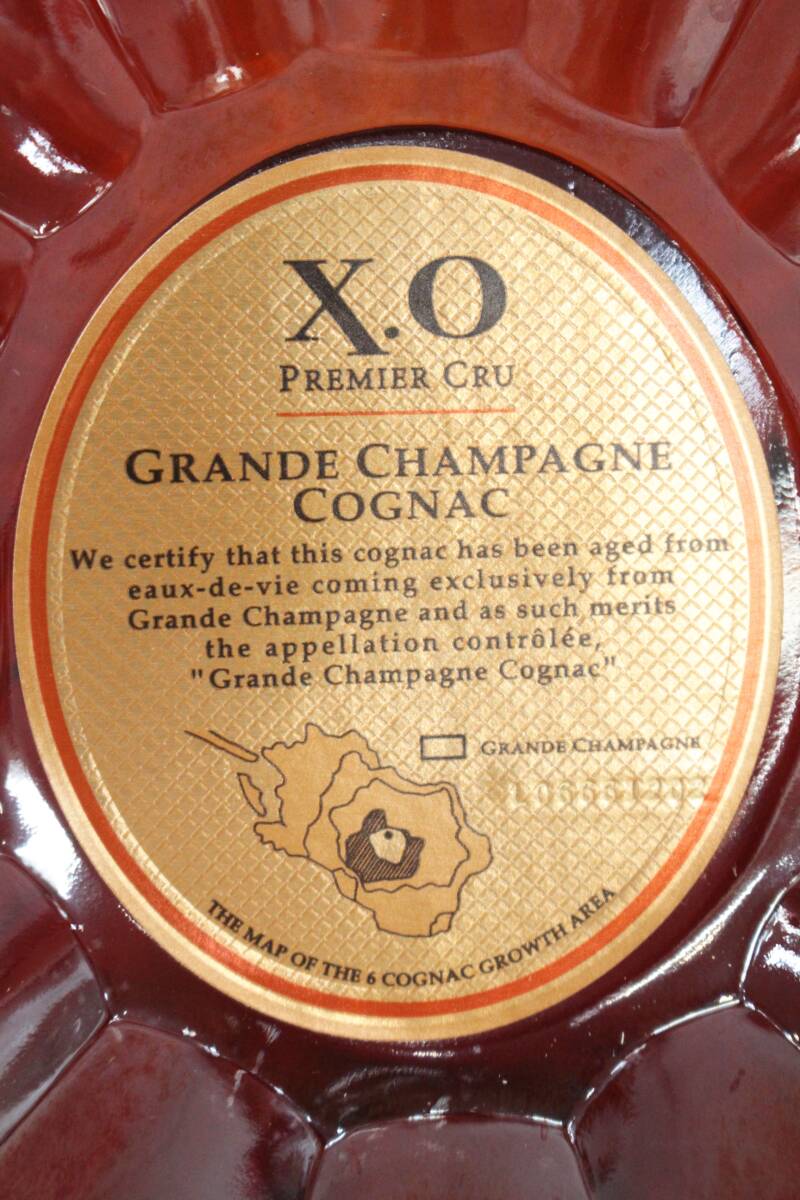 X.O
PREMIER CRU
GRANDE CHAMPAGNE
COGNAC
We certify that this cognac has been aged from
eaux-de-vie coming exclusively from
Grande Champagne and as such merits
the appellation contrôlée,
"Grande Champagne Cognac"
GRANDE CHAMPAGNE
THE MAP OF THE 6 COGNAC GROWTH AREA